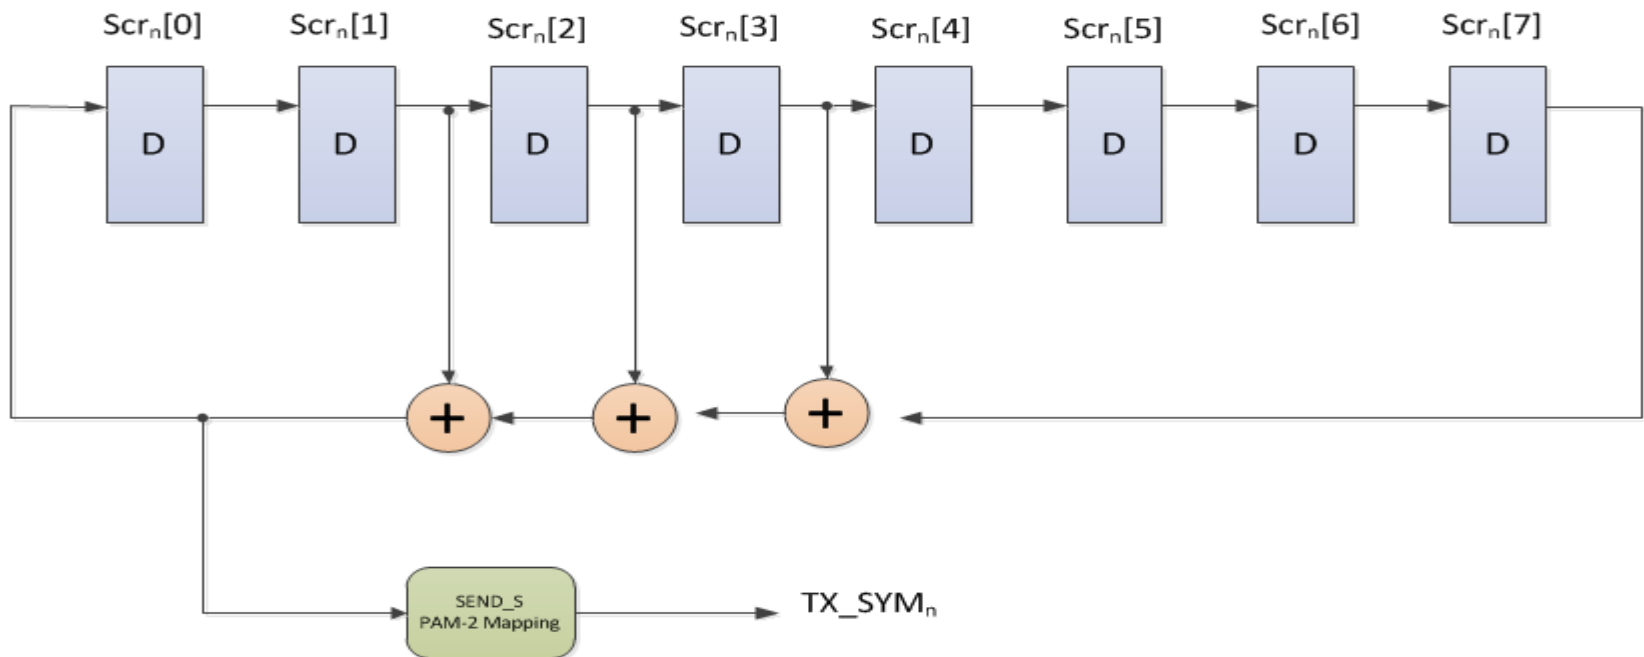 Scrₙ[0] Scrₙ[1] Scrₙ[2] Scrₙ[3] Scrₙ[4] Scrₙ[5] Scrₙ[6] Scrₙ[7]
D D D D D D D D
+ + +
SEND_S
PAM-2 Mapping
TX_SYMₙ